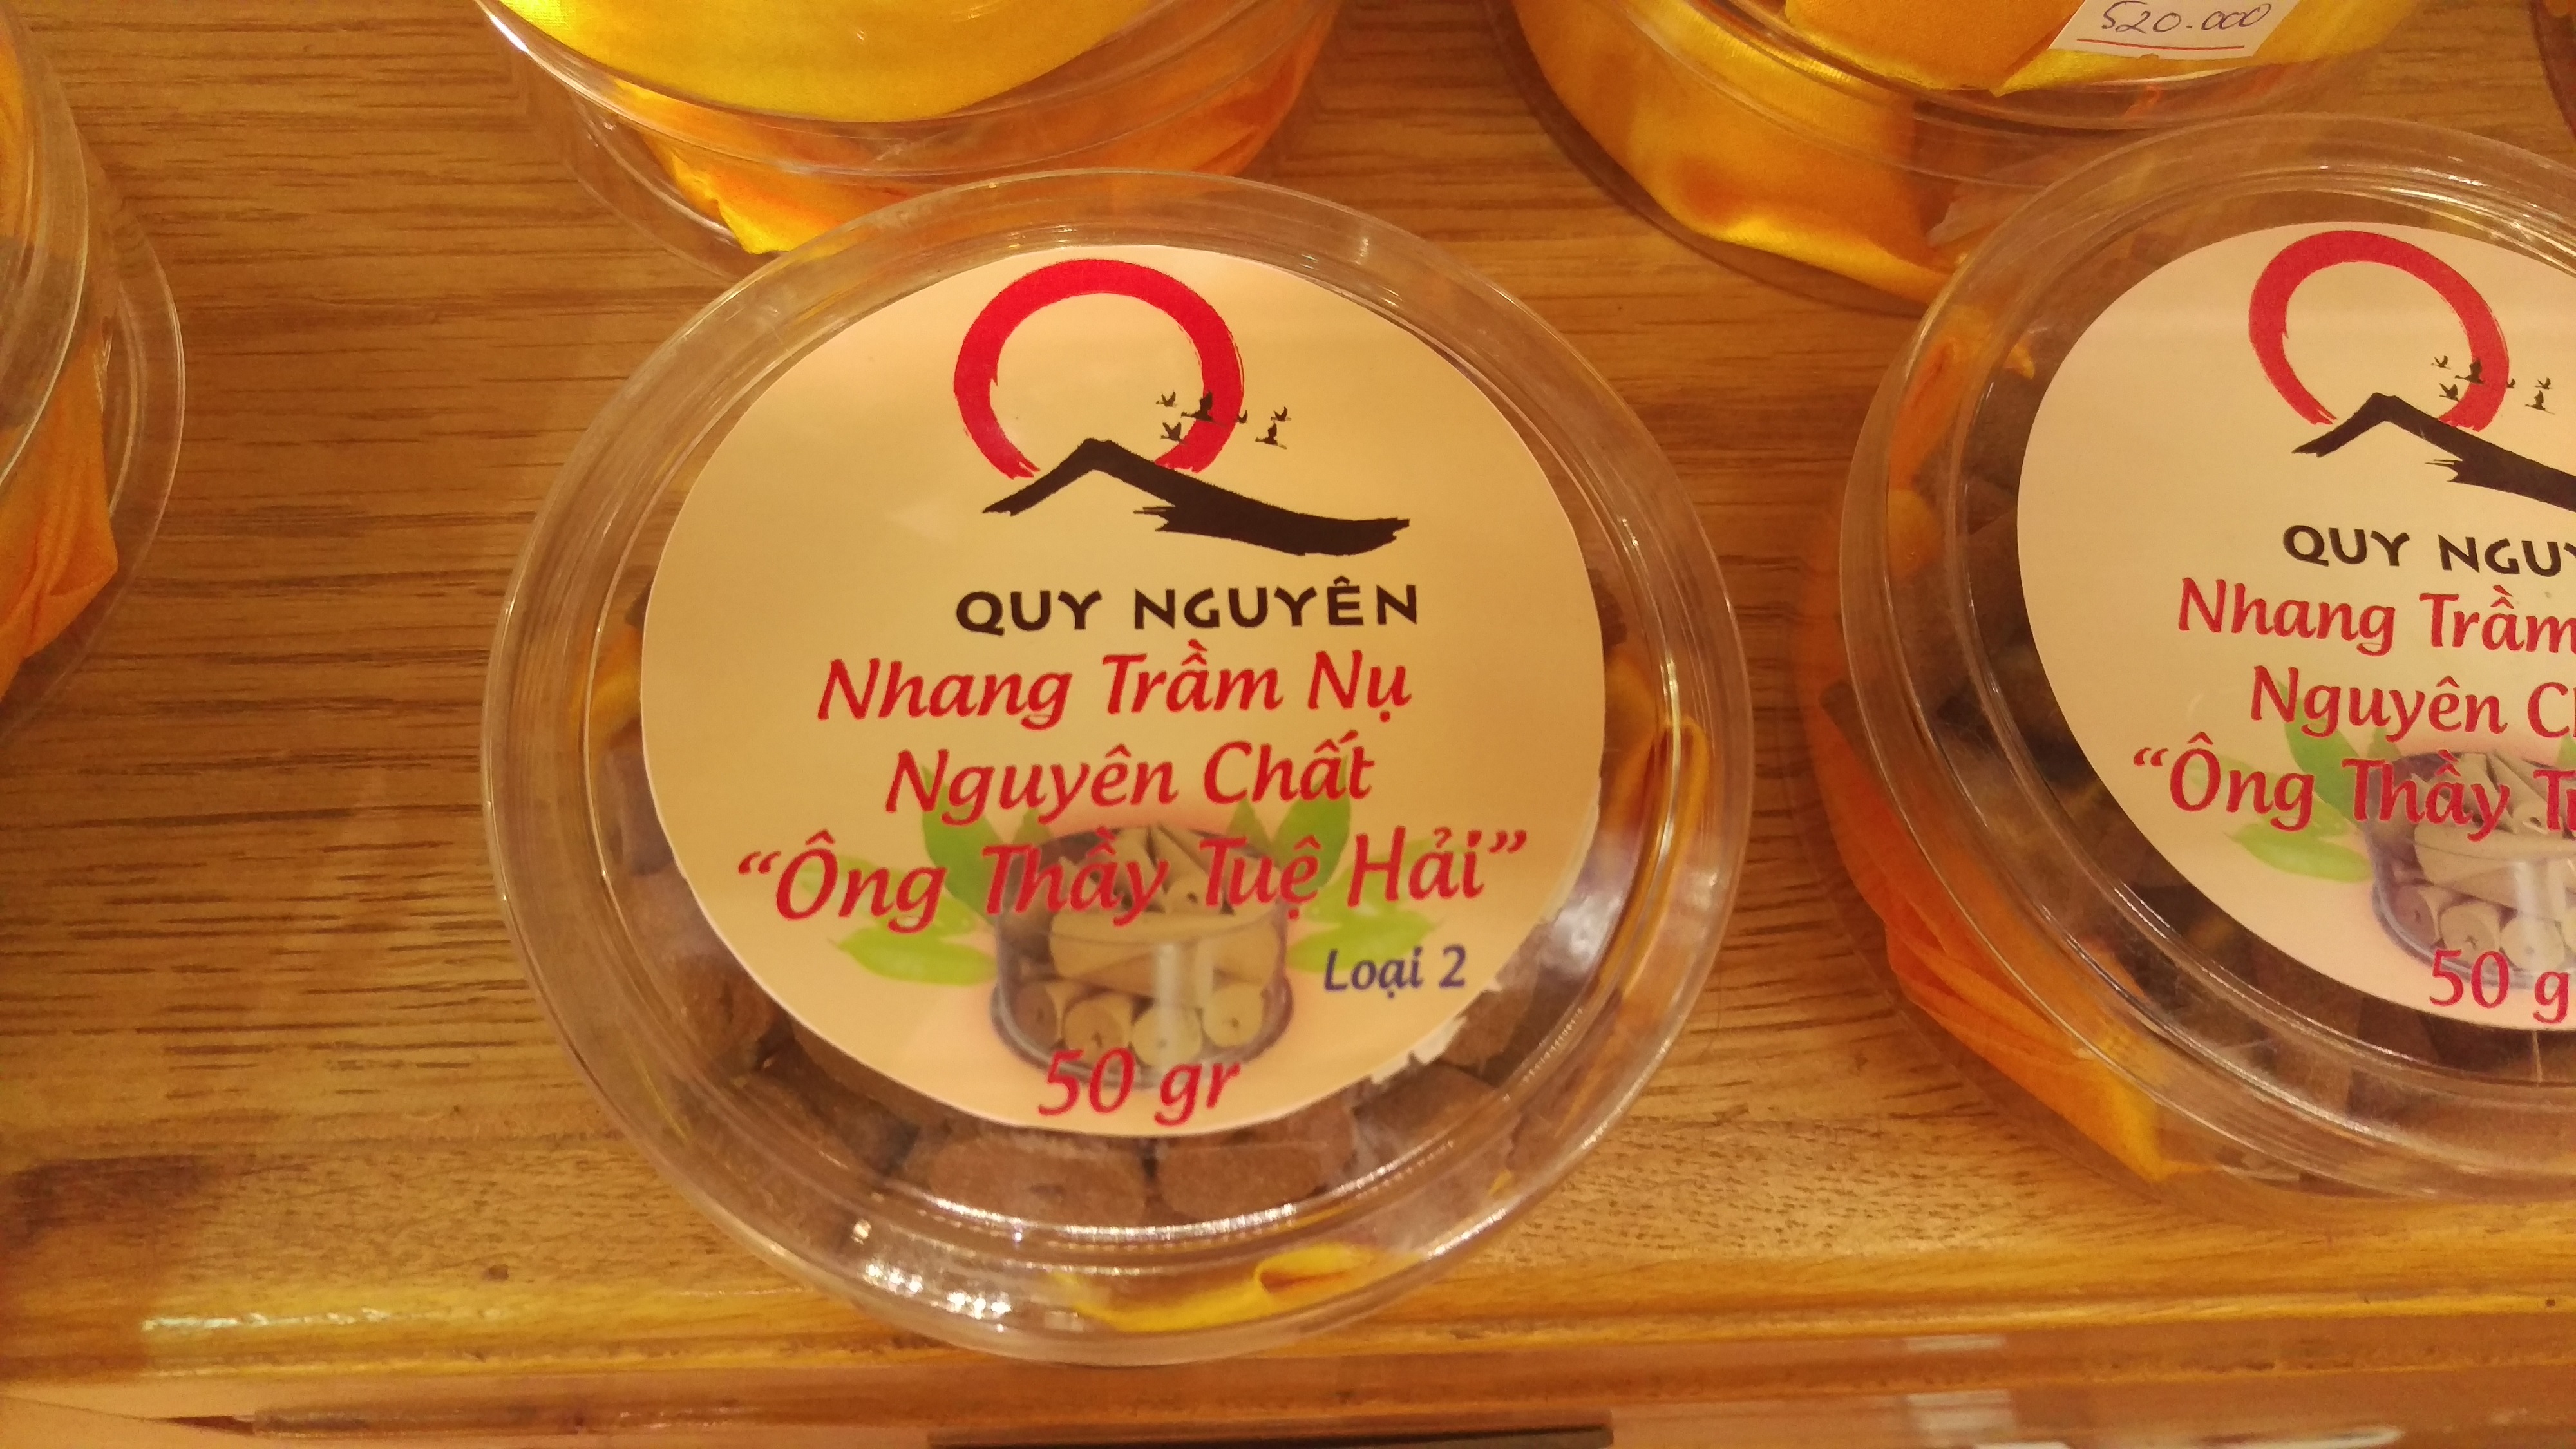 520.000
QUY NGUYÊN
Nhang Trầm Nụ
Nguyên Chất
“Ông Thầy Tuệ Hải”
Loại 2
50 gr
QUY
Nhang Trầm
Nguyên
“Ông Thầy
50